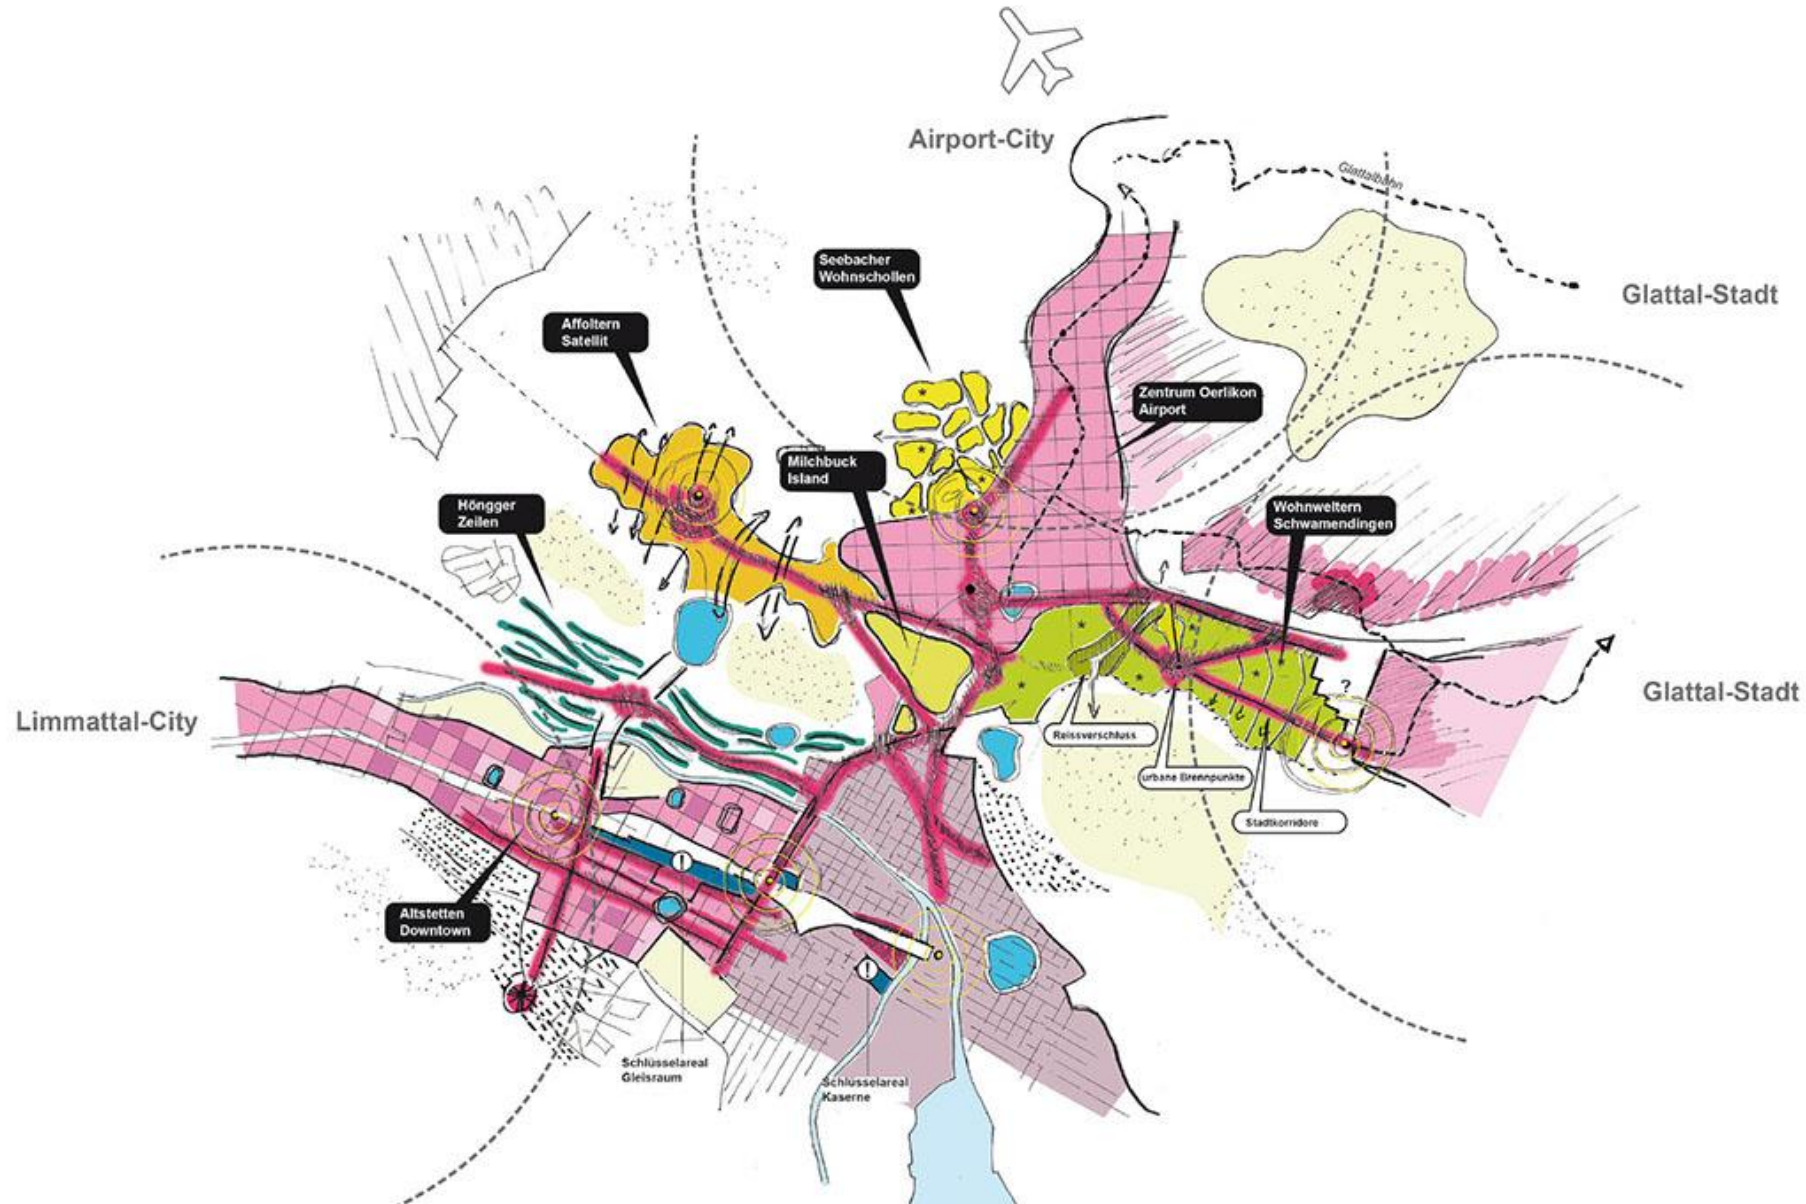 Airport-City
Glattalbahn
Seebacher
Wohnschollen
Glattal-Stadt
Affoltern
Satellit
Zentrum Oerlikon
Airport
Milchbuck
Island
Höngger
Zeilen
Wohnweltern
Schwamendingen
?
Glattal-Stadt
Limmattal-City
Reissverschluss
urbane Brennpunkte
Stadtkorridore
!
Altstetten
Downtown
!
Schlüsselareal
Gleisraum
Schlüsselareal
Kaserne